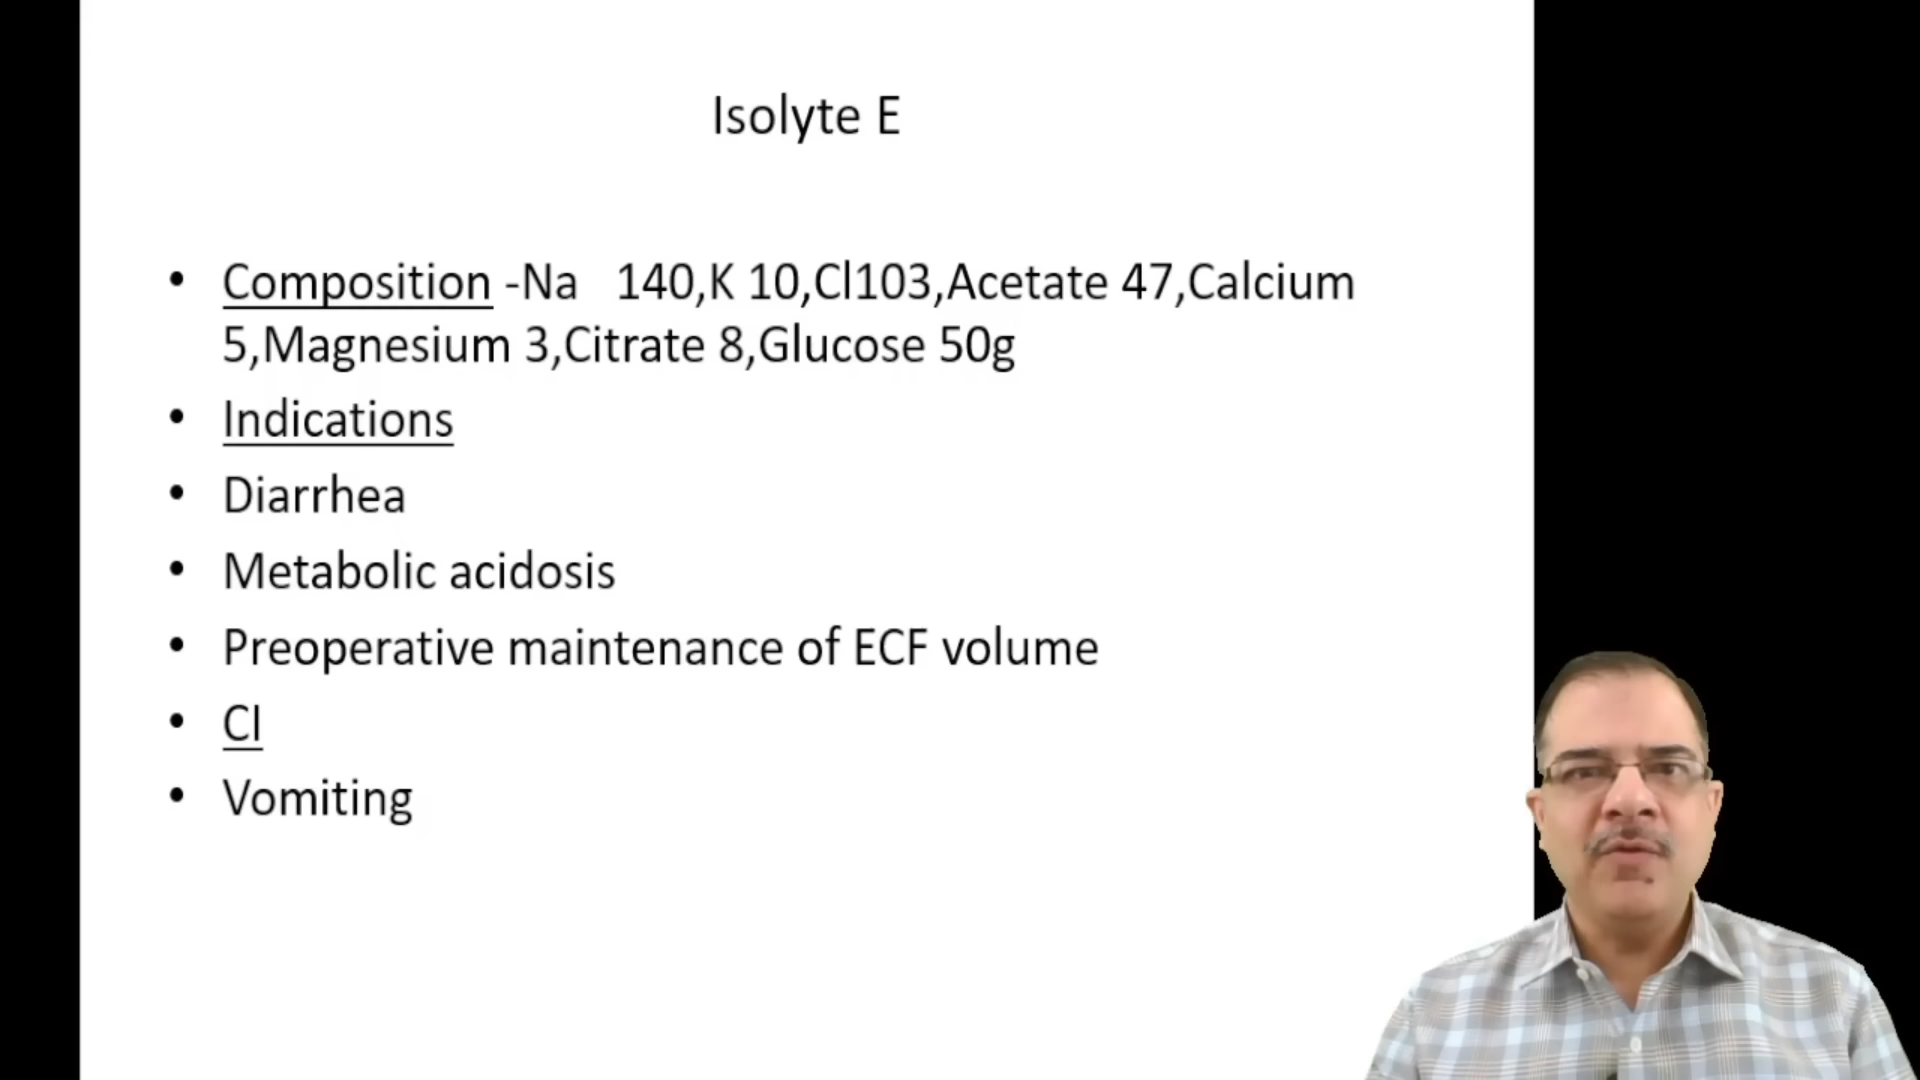 Isolyte E
• Composition -Na 140,K 10,Cl103,Acetate 47,Calcium
5,Magnesium 3,Citrate 8,Glucose 50g
• Indications
• Diarrhea
• Metabolic acidosis
• Preoperative maintenance of ECF volume
• CI
• Vomiting